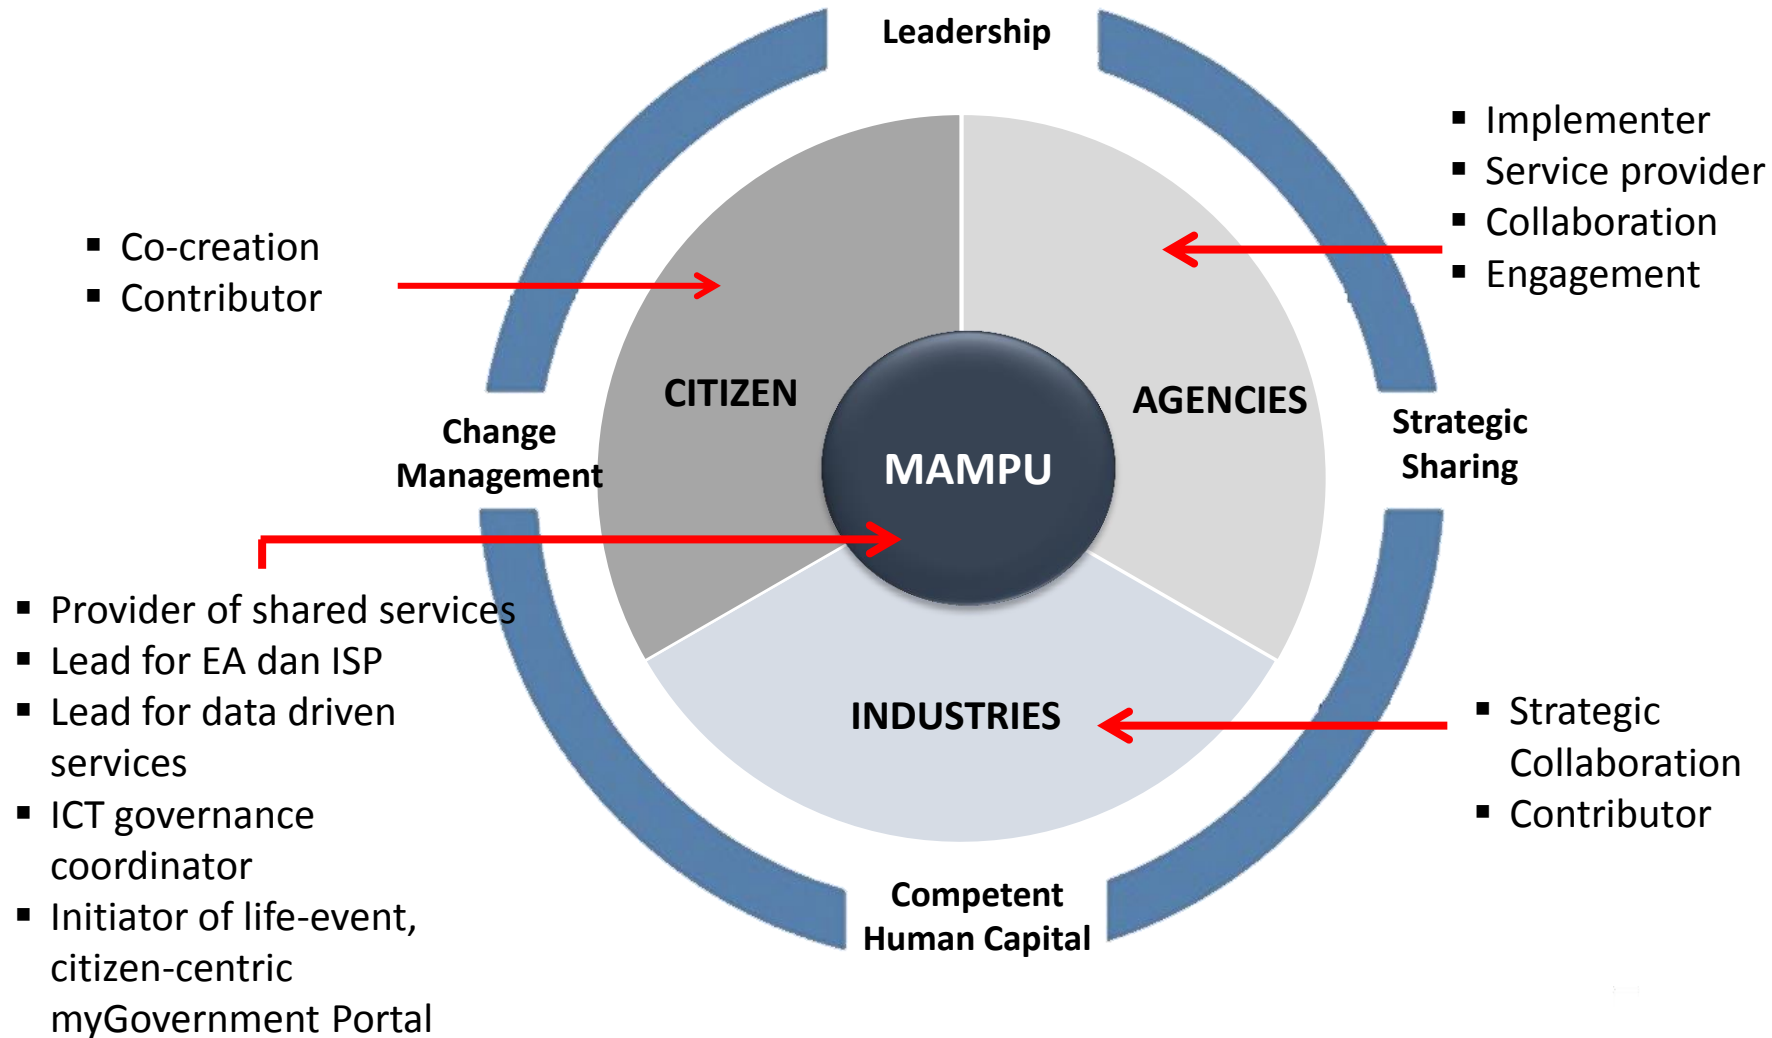 Leadership
▪ Implementer
▪ Service provider
▪ Collaboration
▪ Engagement
▪ Co-creation
▪ Contributor
CITIZEN
AGENCIES
Change
Management
MAMPU
Strategic
Sharing
▪ Provider of shared services
▪ Lead for EA dan ISP
▪ Lead for data driven
services
▪ ICT governance
coordinator
▪ Initiator of life-event,
citizen-centric
myGovernment Portal
INDUSTRIES
▪ Strategic
Collaboration
▪ Contributor
Competent
Human Capital